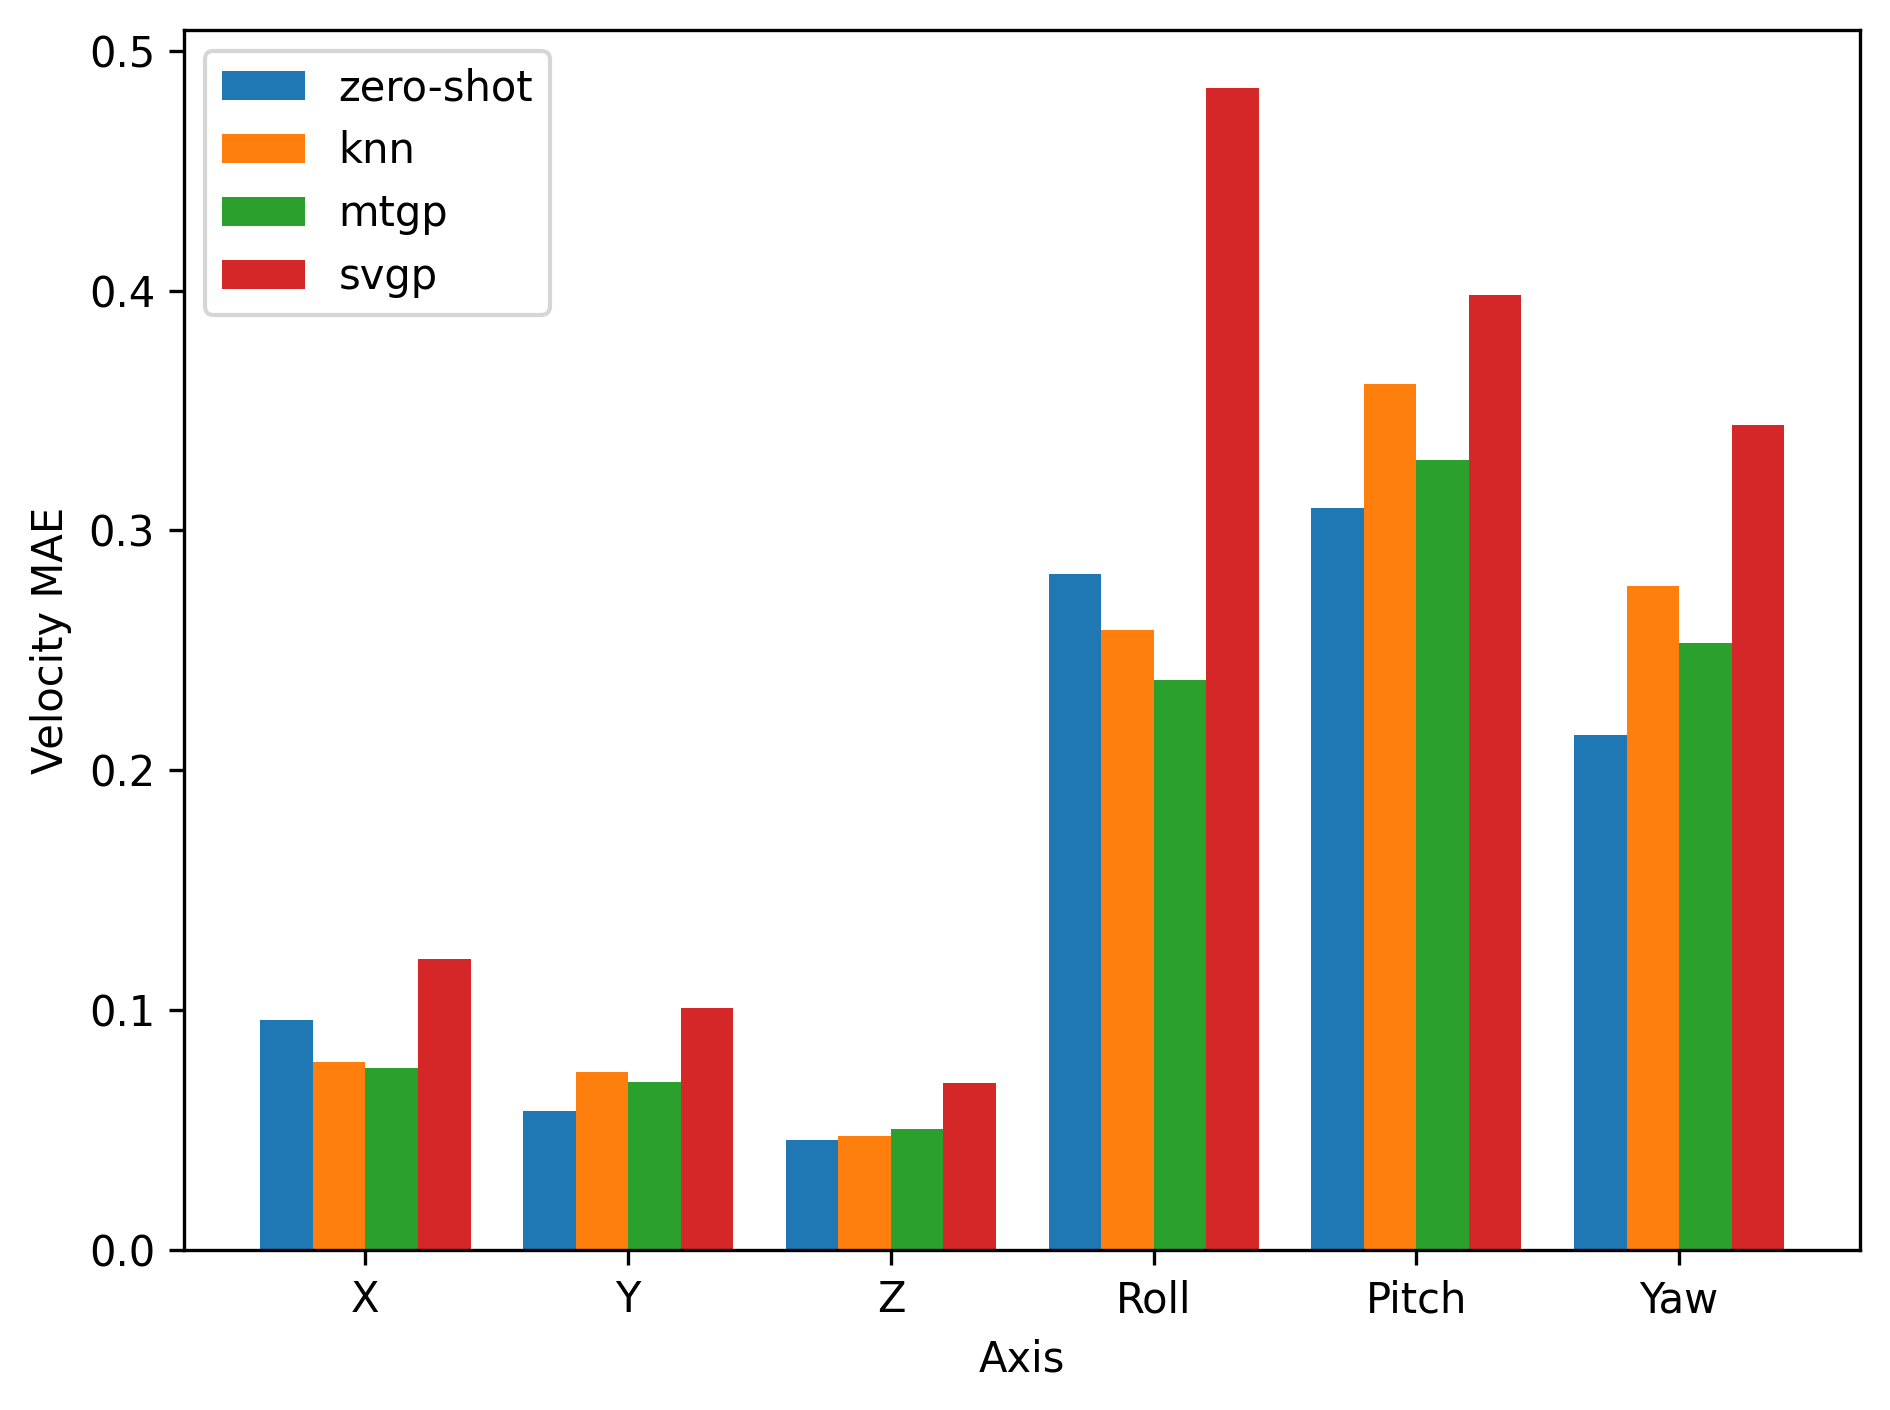 zero-shot
knn
mtgp
svgp
Velocity MAE
0.5
0.4
0.3
0.2
0.1
0.0
X Y Z Roll Pitch Yaw
Axis